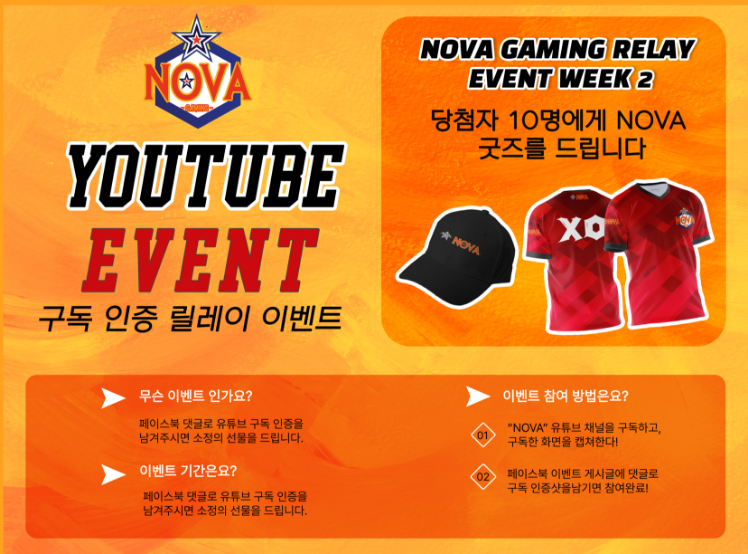 NOVA
GAMING
YOUTUBE
EVENT
구독 인증 릴레이 이벤트
NOVA GAMING RELAY
EVENT WEEK 2
당첨자 10명에게 NOVA
굿즈를 드립니다
NOVA
NOVA
XO
NOVA
무슨 이벤트 인가요?
페이스북 댓글로 유튜브 구독 인증을
남겨주시면 소정의 선물을 드립니다.
이벤트 기간은요?
페이스북 댓글로 유튜브 구독 인증을
남겨주시면 소정의 선물을 드립니다.
이벤트 참여 방법은요?
01
"NOVA" 유튜브 채널을 구독하고,
구독한 화면을 캡쳐한다!
02
페이스북 이벤트 게시글에 댓글로
구독 인증샷을남기면 참여완료!